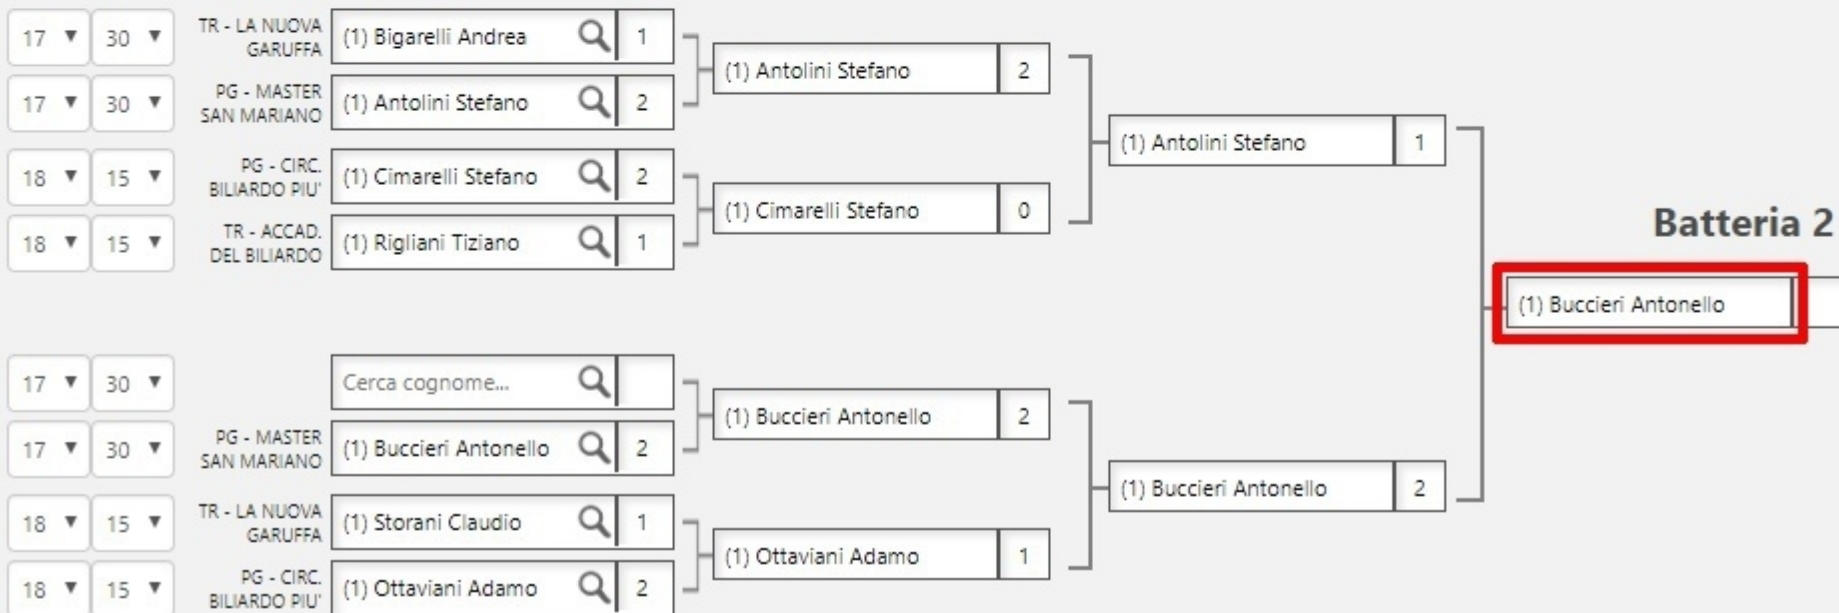 17 ▼ 30 ▼ TR - LA NUOVA GARUFFA (1) Bigarelli Andrea 1
17 ▼ 30 ▼ PG - MASTER SAN MARIANO (1) Antolini Stefano 2
(1) Antolini Stefano 2
18 ▼ 15 ▼ PG - CIRC. BILIARDO PIU' (1) Cimarelli Stefano 2
18 ▼ 15 ▼ TR - ACCAD. DEL BILIARDO (1) Rigliani Tiziano 1
(1) Cimarelli Stefano 0
(1) Antolini Stefano 1
17 ▼ 30 ▼ Cerca cognome...
17 ▼ 30 ▼ PG - MASTER SAN MARIANO (1) Buccieri Antonello 2
(1) Buccieri Antonello 2
18 ▼ 15 ▼ TR - LA NUOVA GARUFFA (1) Storani Claudio 1
18 ▼ 15 ▼ PG - CIRC. BILIARDO PIU' (1) Ottaviani Adamo 2
(1) Ottaviani Adamo 1
(1) Buccieri Antonello 2
Batteria 2
(1) Buccieri Antonello